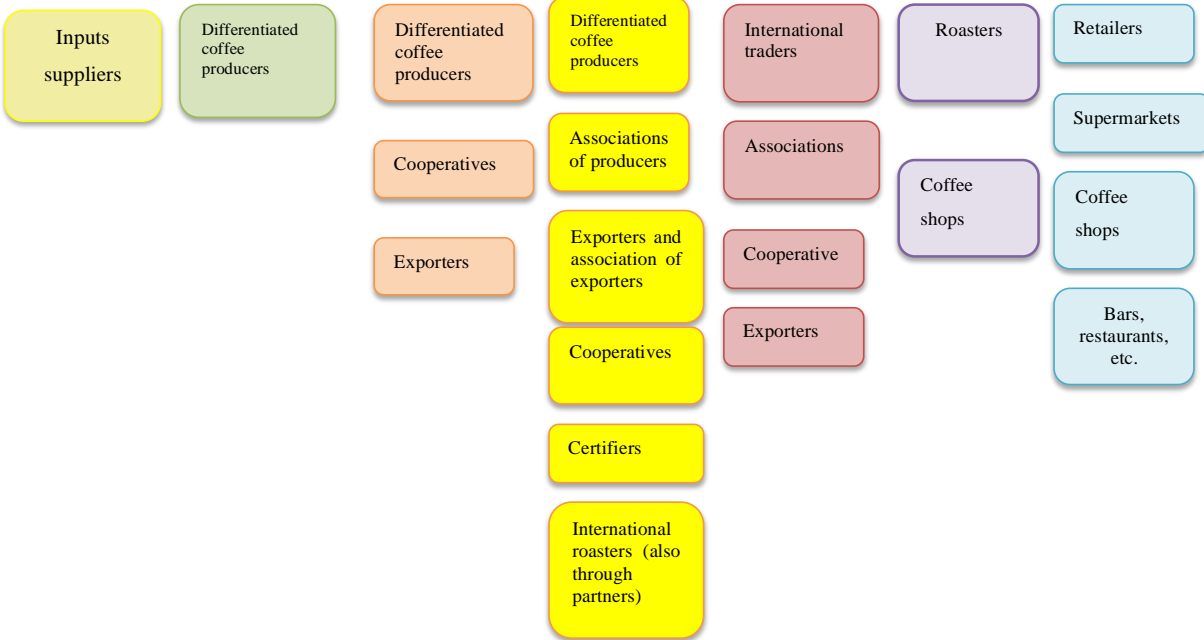 Inputs
suppliers
Differentiated
coffee
producers
Differentiated
coffee
producers
Cooperatives
Exporters
Differentiated
coffee
producers
Associations
of producers
Exporters and
association of
exporters
Cooperatives
Certifiers
International
roasters (also
through
partners)
International
traders
Associations
Cooperative
Exporters
Roasters
Coffee
shops
Retailers
Supermarkets
Coffee
shops
Bars,
restaurants,
etc.